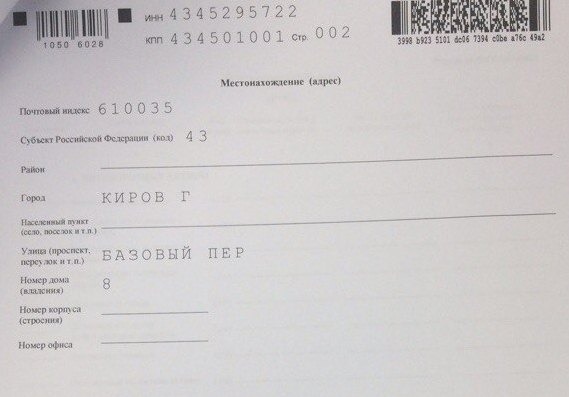 ИНН 4345295722
1050 6028
КПП 434501001 Стр. 002
3998 b923 5101 dc06 7394 c0be a76c 49a2
Местонахождение (адрес)
Почтовый индекс 610035
Субъект Российской Федерации (код) 43
Район
Город КИРОВ Г
Населенный пункт
(село, поселок и т.п.)
Улица (проспект, БАЗОВЫЙ ПЕР
переулок и т.п.)
Номер дома 8
(владения)
Номер корпуса
(строения)
Номер офиса